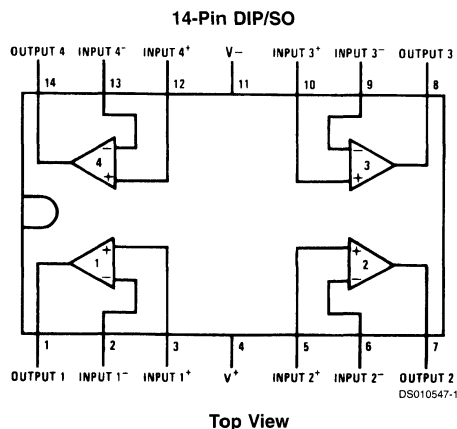 14-Pin DIP/SO
OUTPUT 4 INPUT 4⁻ INPUT 4⁺ V− INPUT 3⁺ INPUT 3⁻ OUTPUT 3
14 13 12 11 10 9 8
− −
4 3
+ +
+ +
1 2
− −
1 2 3 4 5 6 7
OUTPUT 1 INPUT 1⁻ INPUT 1⁺ V⁺ INPUT 2⁺ INPUT 2⁻ OUTPUT 2
DS010547-1
Top View